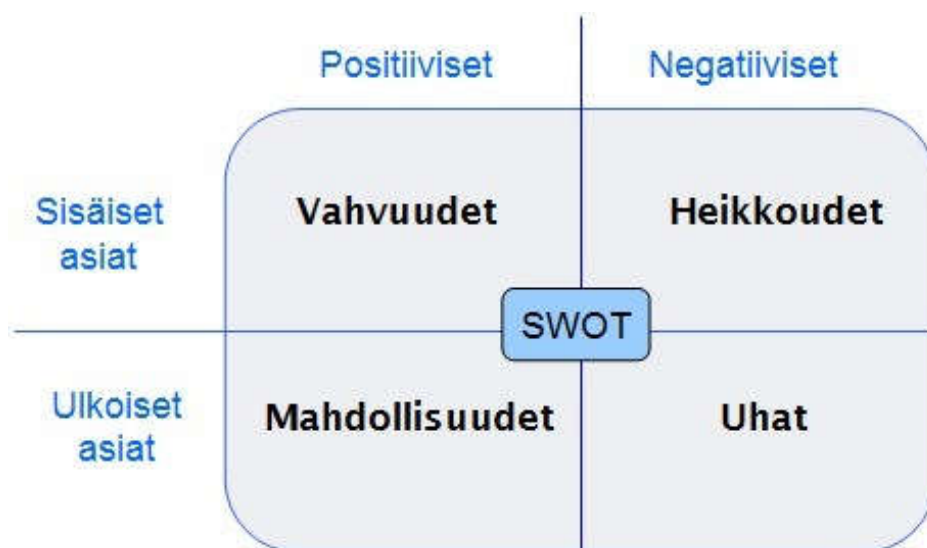 Positiiviset Negatiiviset
Sisäiset
asiat
Vahvuudet Heikkoudet
SWOT
Ulkoiset
asiat
Mahdollisuudet Uhat